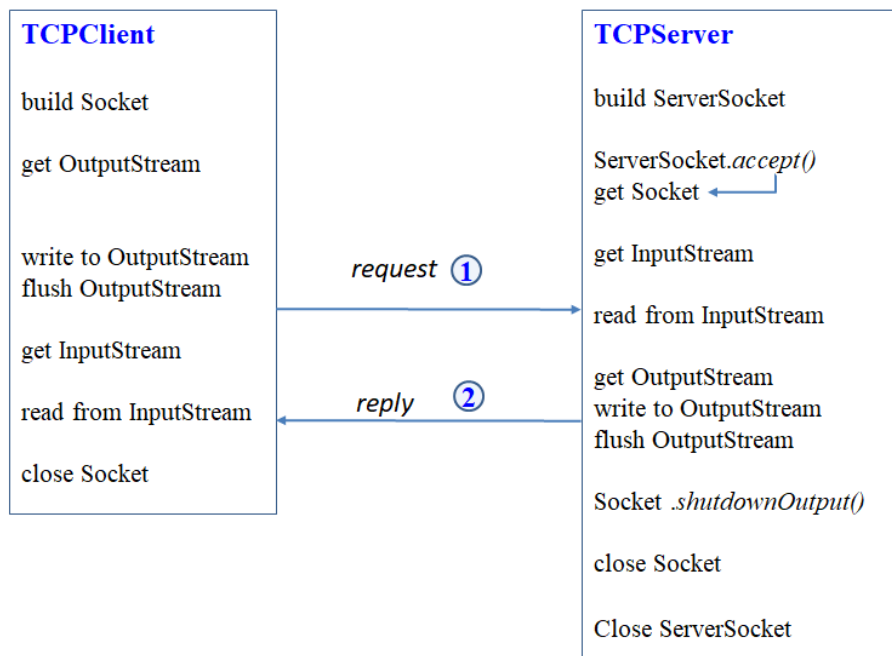 TCPClient
build Socket
get OutputStream
write to OutputStream
flush OutputStream
get InputStream
read from InputStream
close Socket
request 1
reply 2
TCPServer
build ServerSocket
ServerSocket.accept()
get Socket
get InputStream
read from InputStream
get OutputStream
write to OutputStream
flush OutputStream
Socket .shutdownOutput()
close Socket
Close ServerSocket